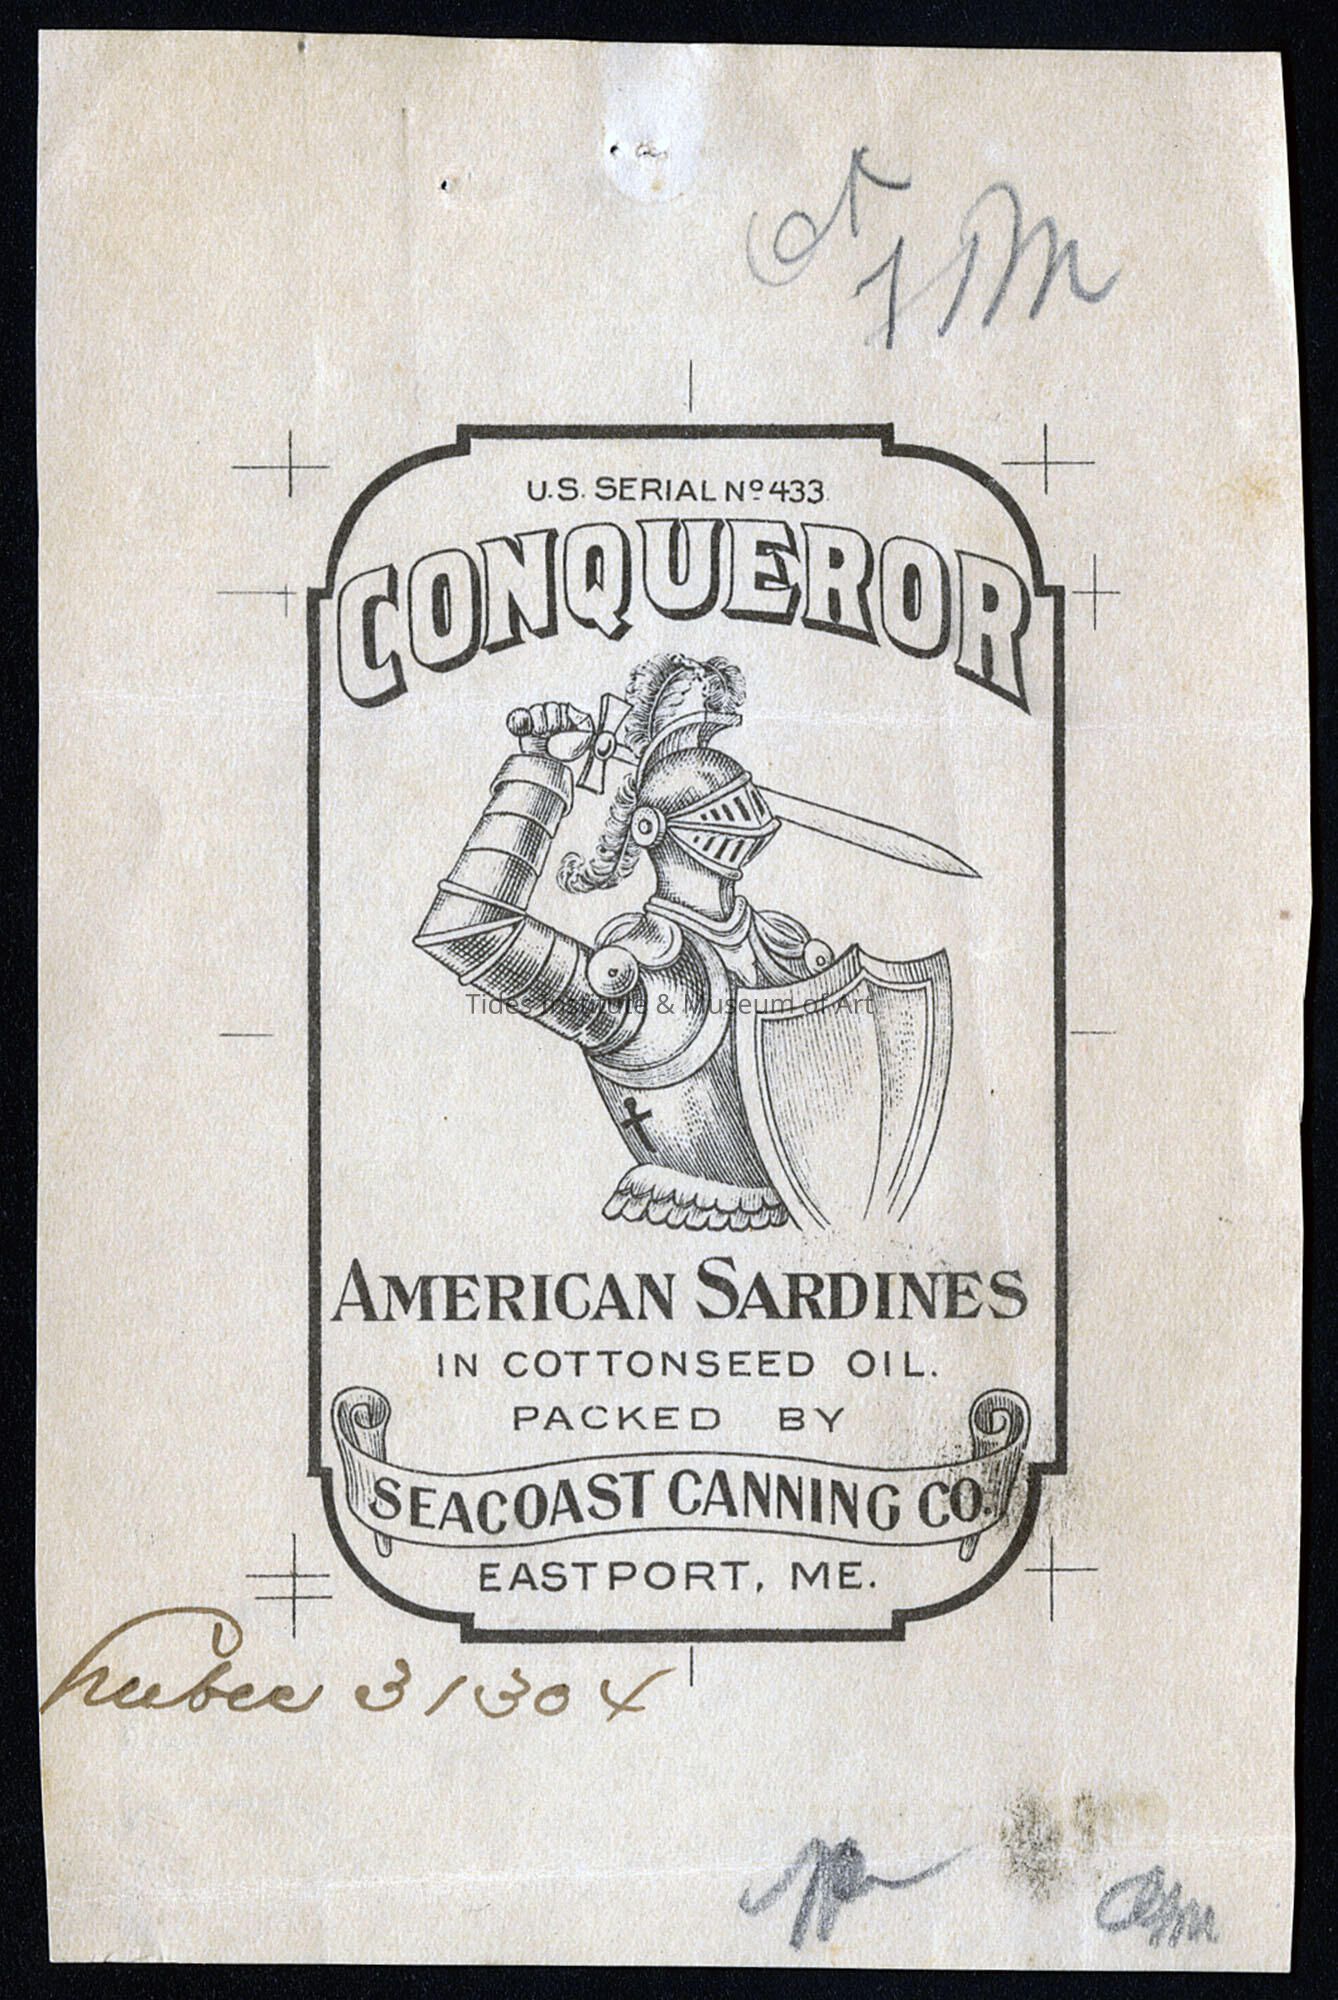 U.S. SERIAL Nº 433.
CONQUEROR
Tides Institute & Museum of Art
AMERICAN SARDINES
IN COTTONSEED OIL.
PACKED BY
SEACOAST CANNING CO.
EASTPORT, ME.
31304